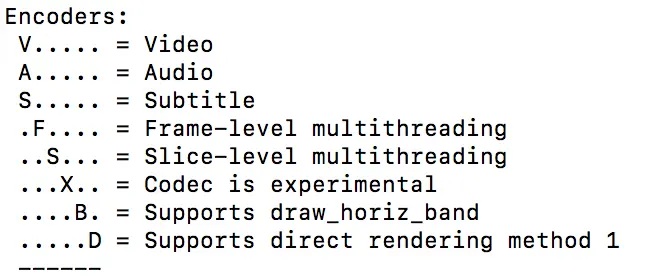 Encoders:
V..... = Video
A..... = Audio
S..... = Subtitle
.F.... = Frame-level multithreading
..S... = Slice-level multithreading
...X.. = Codec is experimental
....B. = Supports draw_horiz_band
.....D = Supports direct rendering method 1
------